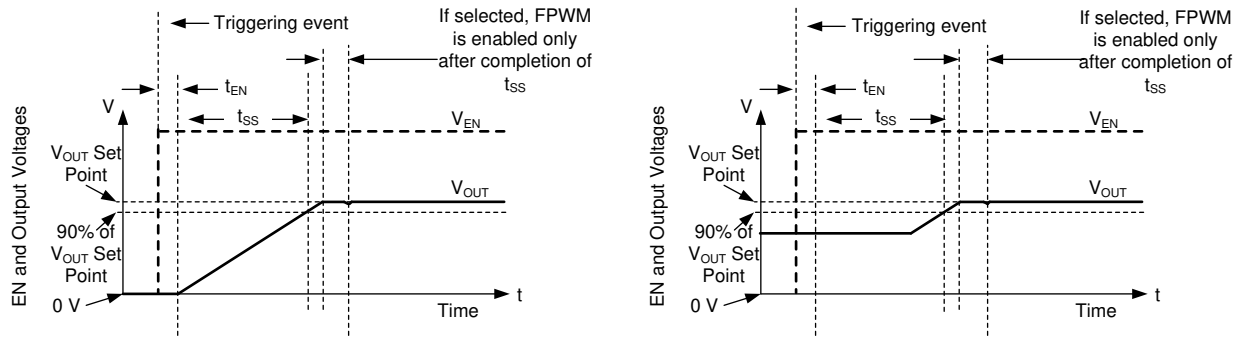 Triggering event
If selected, FPWM
is enabled only
after completion of
tSS
tEN
tSS
V
VEN
EN and Output Voltages
VOUT Set
Point
VOUT
90% of
VOUT Set
Point
0 V
t
Time
Triggering event
If selected, FPWM
is enabled only
after completion of
tSS
tEN
tSS
V
VEN
EN and Output Voltages
VOUT Set
Point
VOUT
90% of
VOUT Set
Point
0 V
t
Time